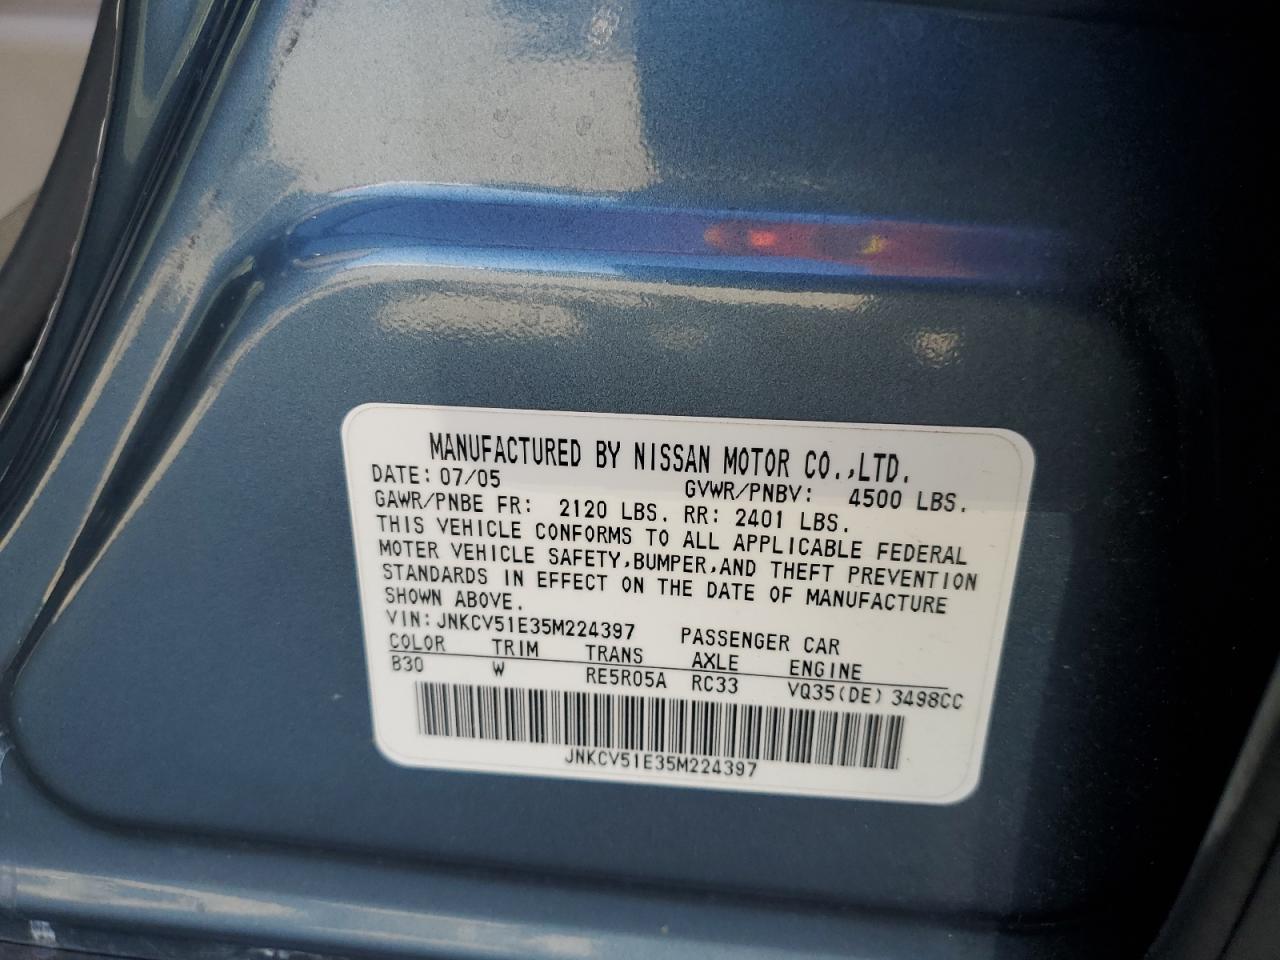 MANUFACTURED BY NISSAN MOTOR CO.,LTD.
DATE: 07/05 GVWR/PNBV: 4500 LBS.
GAWR/PNBE FR: 2120 LBS. RR: 2401 LBS.
THIS VEHICLE CONFORMS TO ALL APPLICABLE FEDERAL
MOTER VEHICLE SAFETY,BUMPER,AND THEFT PREVENTION
STANDARDS IN EFFECT ON THE DATE OF MANUFACTURE
SHOWN ABOVE.
VIN: JNKCV51E35M224397 PASSENGER CAR
COLOR TRIM TRANS AXLE ENGINE
B30 W RE5R05A RC33 VQ35(DE) 3498CC
JNKCV51E35M224397